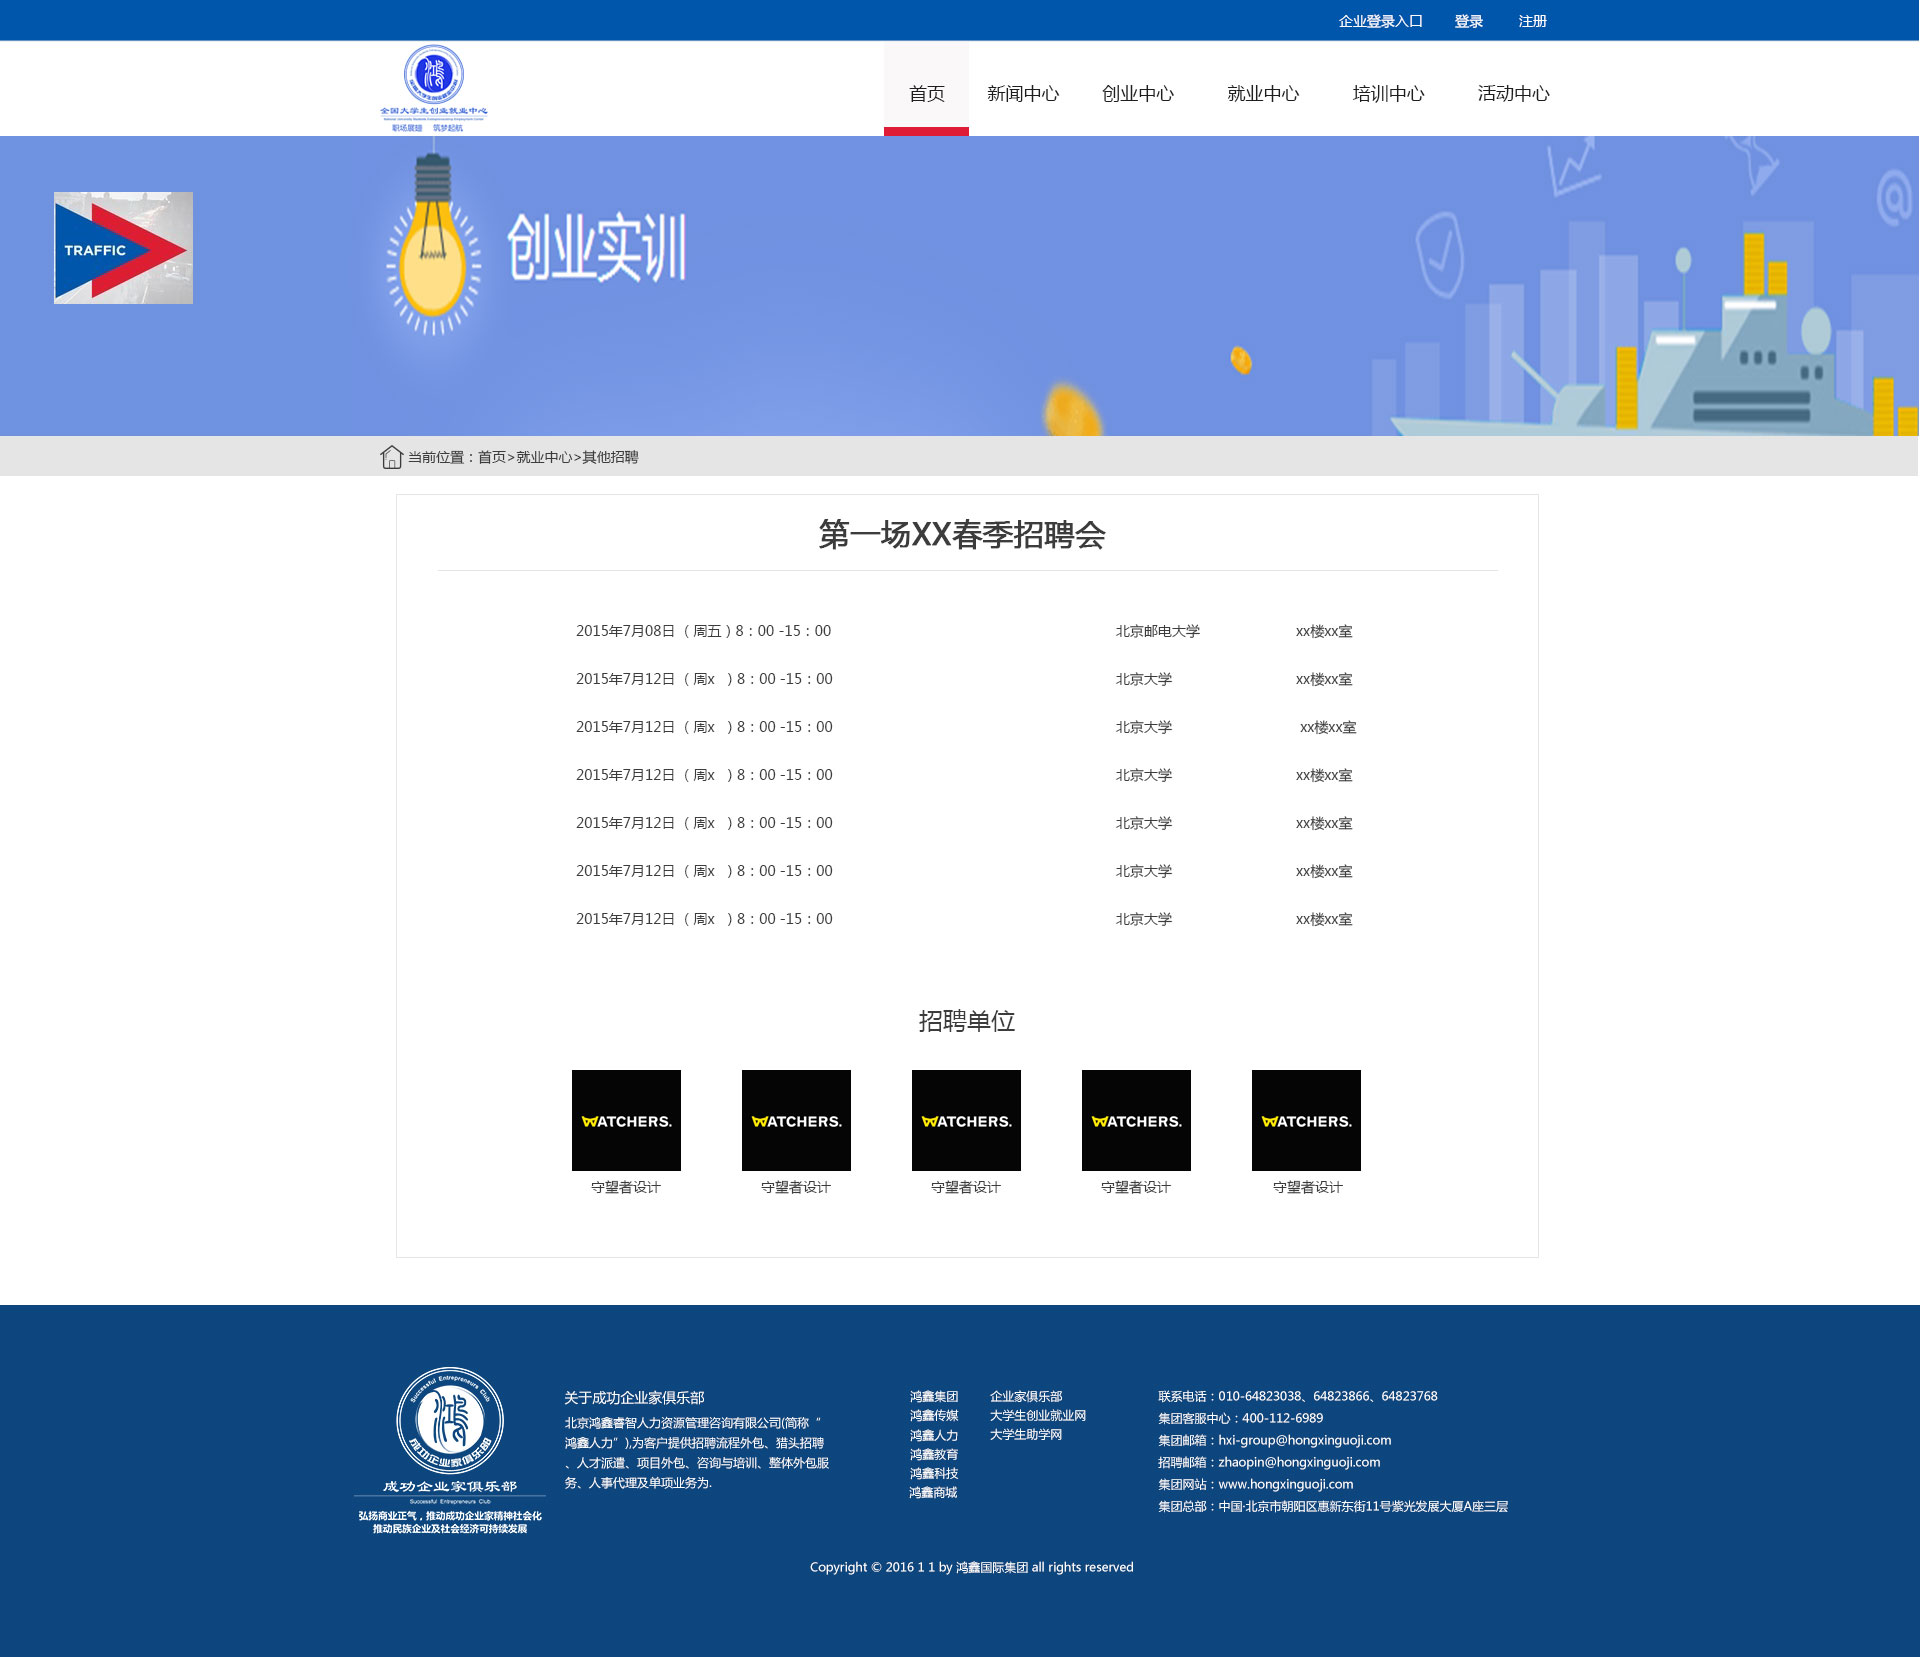 企业登录入口 登录 注册
全国大学生创业就业中心
职场展翅 筑梦起航
首页 新闻中心 创业中心 就业中心 培训中心 活动中心
TRAFFIC
创业实训
当前位置：首页>就业中心>其他招聘
第一场XX春季招聘会
2015年7月08日 （ 周五 ) 8：00 -15：00 北京邮电大学 xx楼xx室
2015年7月12日 （ 周x ) 8：00 -15：00 北京大学 xx楼xx室
2015年7月12日 （ 周x ) 8：00 -15：00 北京大学 xx楼xx室
2015年7月12日 （ 周x ) 8：00 -15：00 北京大学 xx楼xx室
2015年7月12日 （ 周x ) 8：00 -15：00 北京大学 xx楼xx室
2015年7月12日 （ 周x ) 8：00 -15：00 北京大学 xx楼xx室
2015年7月12日 （ 周x ) 8：00 -15：00 北京大学 xx楼xx室
招聘单位
WATCHERS. WATCHERS. WATCHERS. WATCHERS. WATCHERS.
守望者设计 守望者设计 守望者设计 守望者设计 守望者设计
Successful Entrepreneurs Club
成功企业家俱乐部
成功企业家俱乐部
Successful Entrepreneurs Club
弘扬商业正气，推动成功企业家精神社会化
推动民族企业及社会经济可持续发展
关于成功企业家俱乐部
北京鸿鑫睿智人力资源管理咨询有限公司(简称“
鸿鑫人力”),为客户提供招聘流程外包、猎头招聘
、人才派遣、项目外包、咨询与培训、整体外包服
务、人事代理及单项业务为.
鸿鑫集团
鸿鑫传媒
鸿鑫人力
鸿鑫教育
鸿鑫科技
鸿鑫商城
企业家俱乐部
大学生创业就业网
大学生助学网
联系电话：010-64823038、64823866、64823768
集团客服中心：400-112-6989
集团邮箱：hxi-group@hongxinguoji.com
招聘邮箱：zhaopin@hongxinguoji.com
集团网站：www.hongxinguoji.com
集团总部：中国·北京市朝阳区惠新东街11号紫光发展大厦A座三层
Copyright © 2016 1 1 by 鸿鑫国际集团 all rights reserved